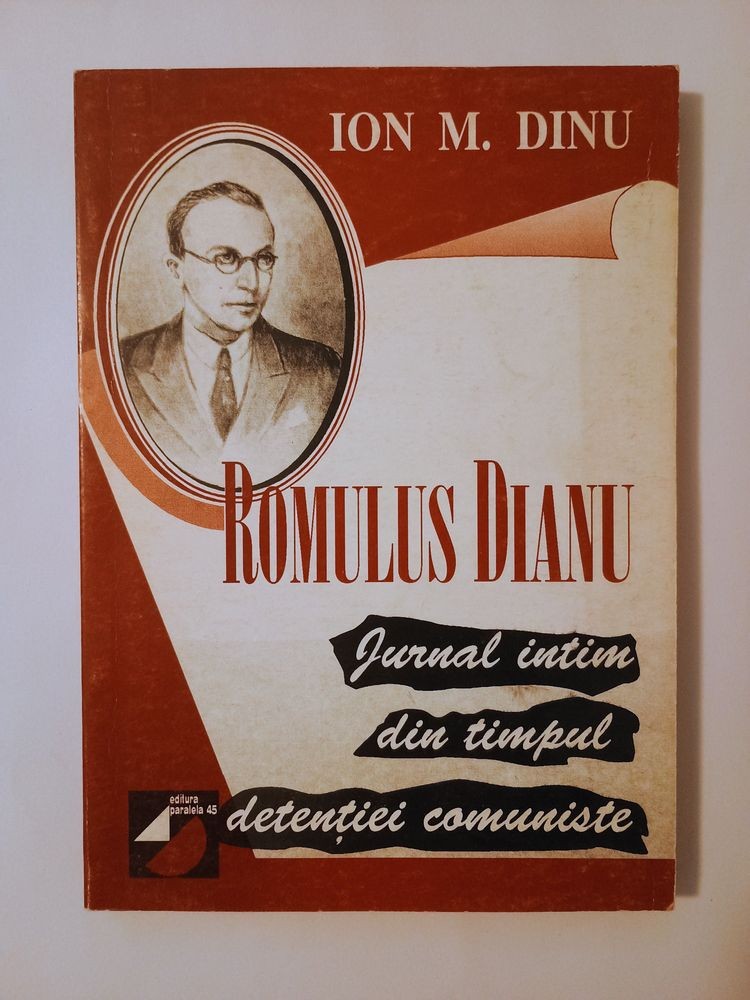 ION M. DINU
ROMULUS DIANU
Jurnal intim
din timpul
detenției comuniste
editura
paralela 45